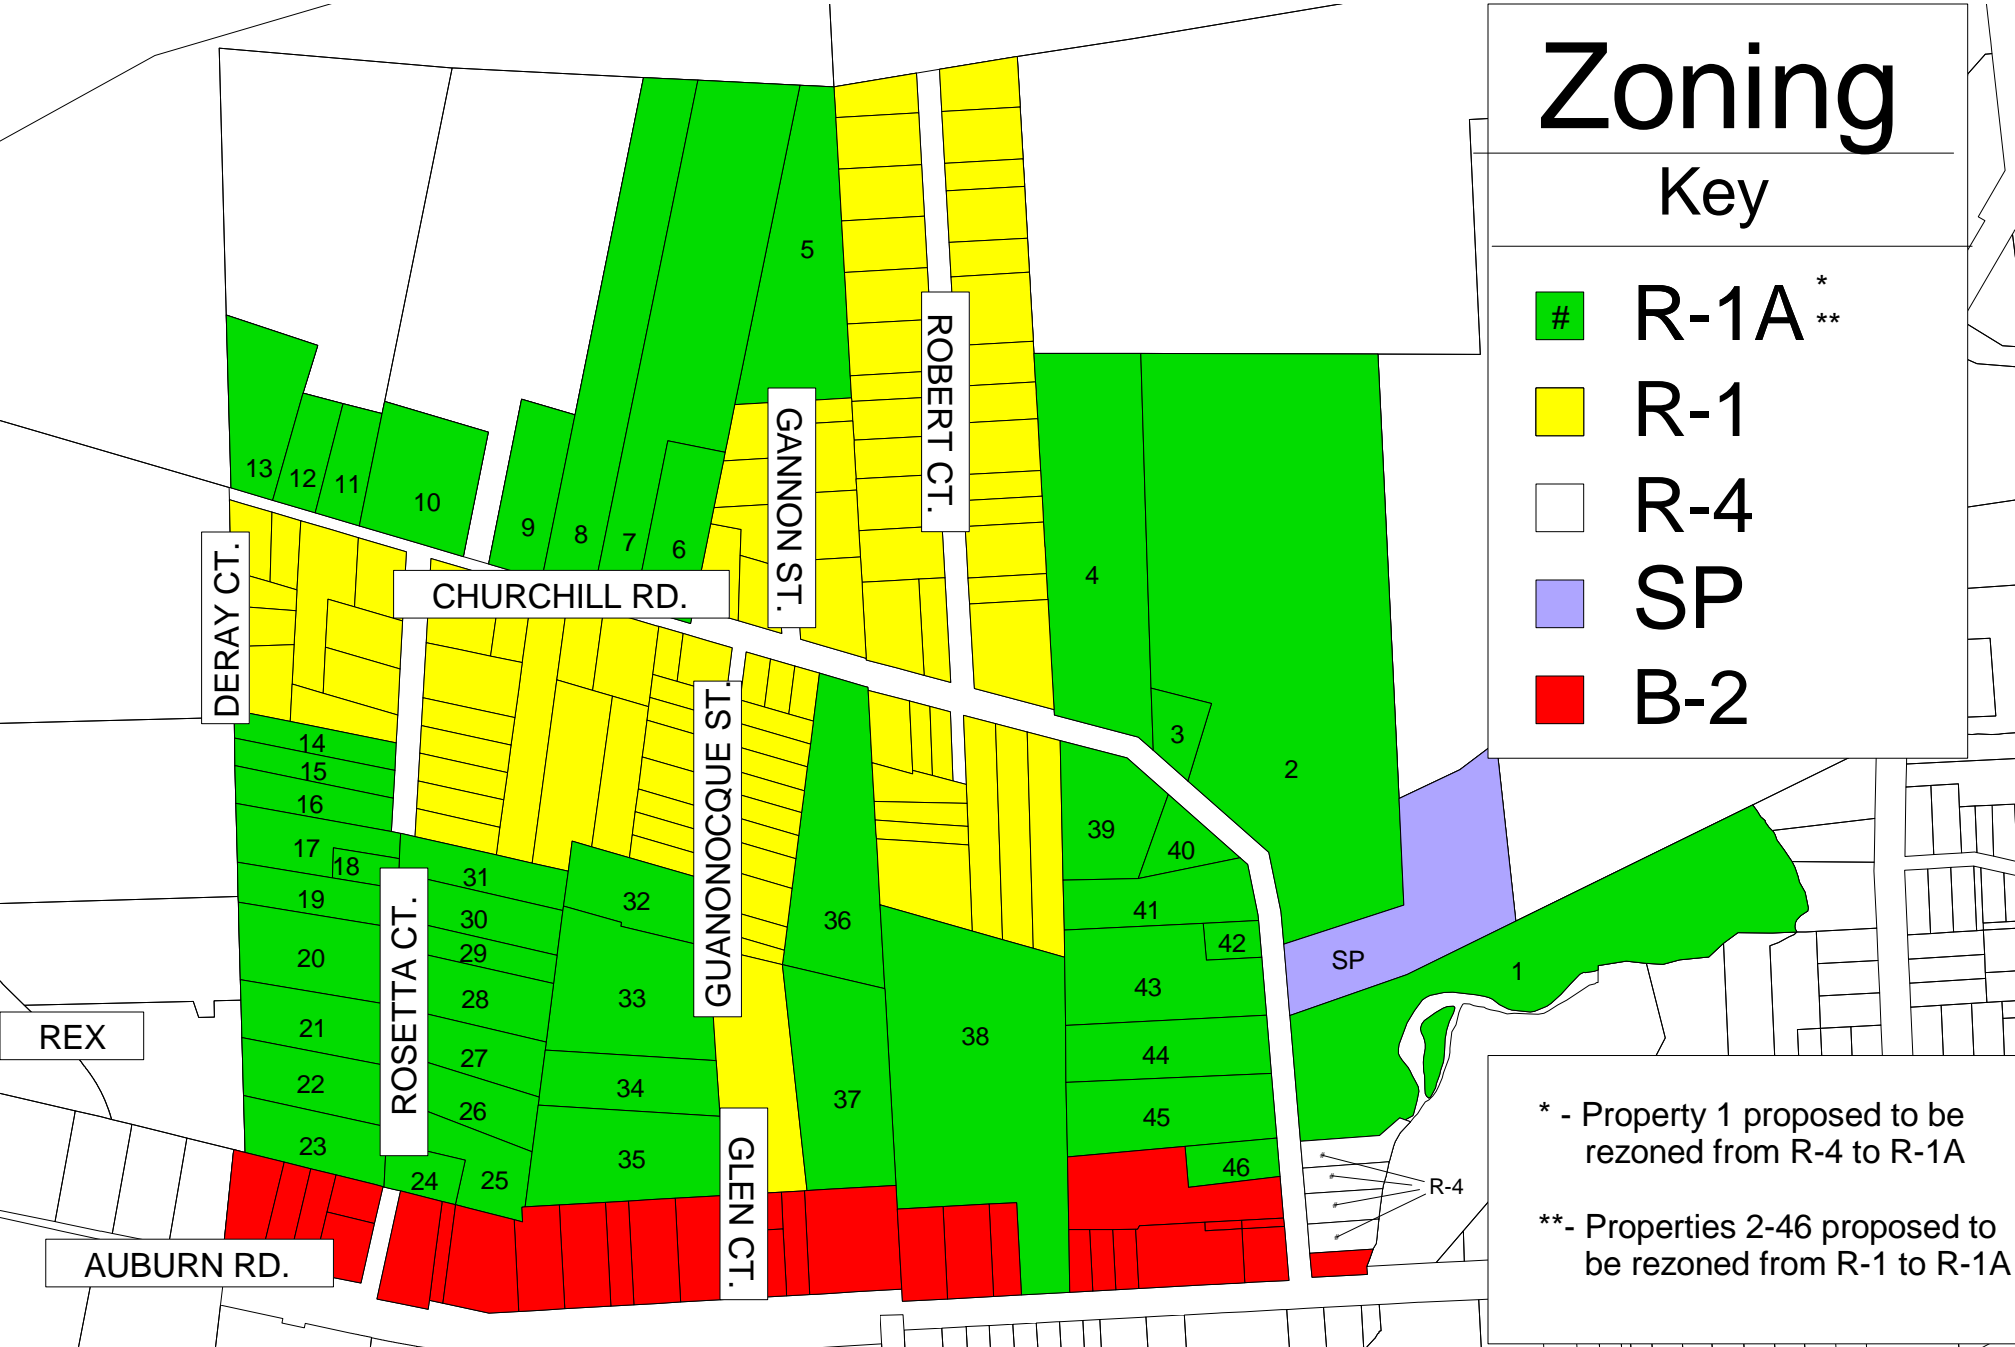 Zoning
Key
# R-1A * **
R-1
R-4
SP
B-2
5
ROBERT CT.
GANNON ST.
13
12
11
10
9
8
7
6
4
DERAY CT.
CHURCHILL RD.
3
2
14
15
16
17
18
19
20
21
22
23
24
25
26
27
28
29
30
31
32
33
34
35
36
37
38
39
40
41
42
43
44
45
46
GUANONOCQUE ST.
ROSETTA CT.
REX
SP
1
GLEN CT.
R-4
AUBURN RD.
* - Property 1 proposed to be
rezoned from R-4 to R-1A
**- Properties 2-46 proposed to
be rezoned from R-1 to R-1A